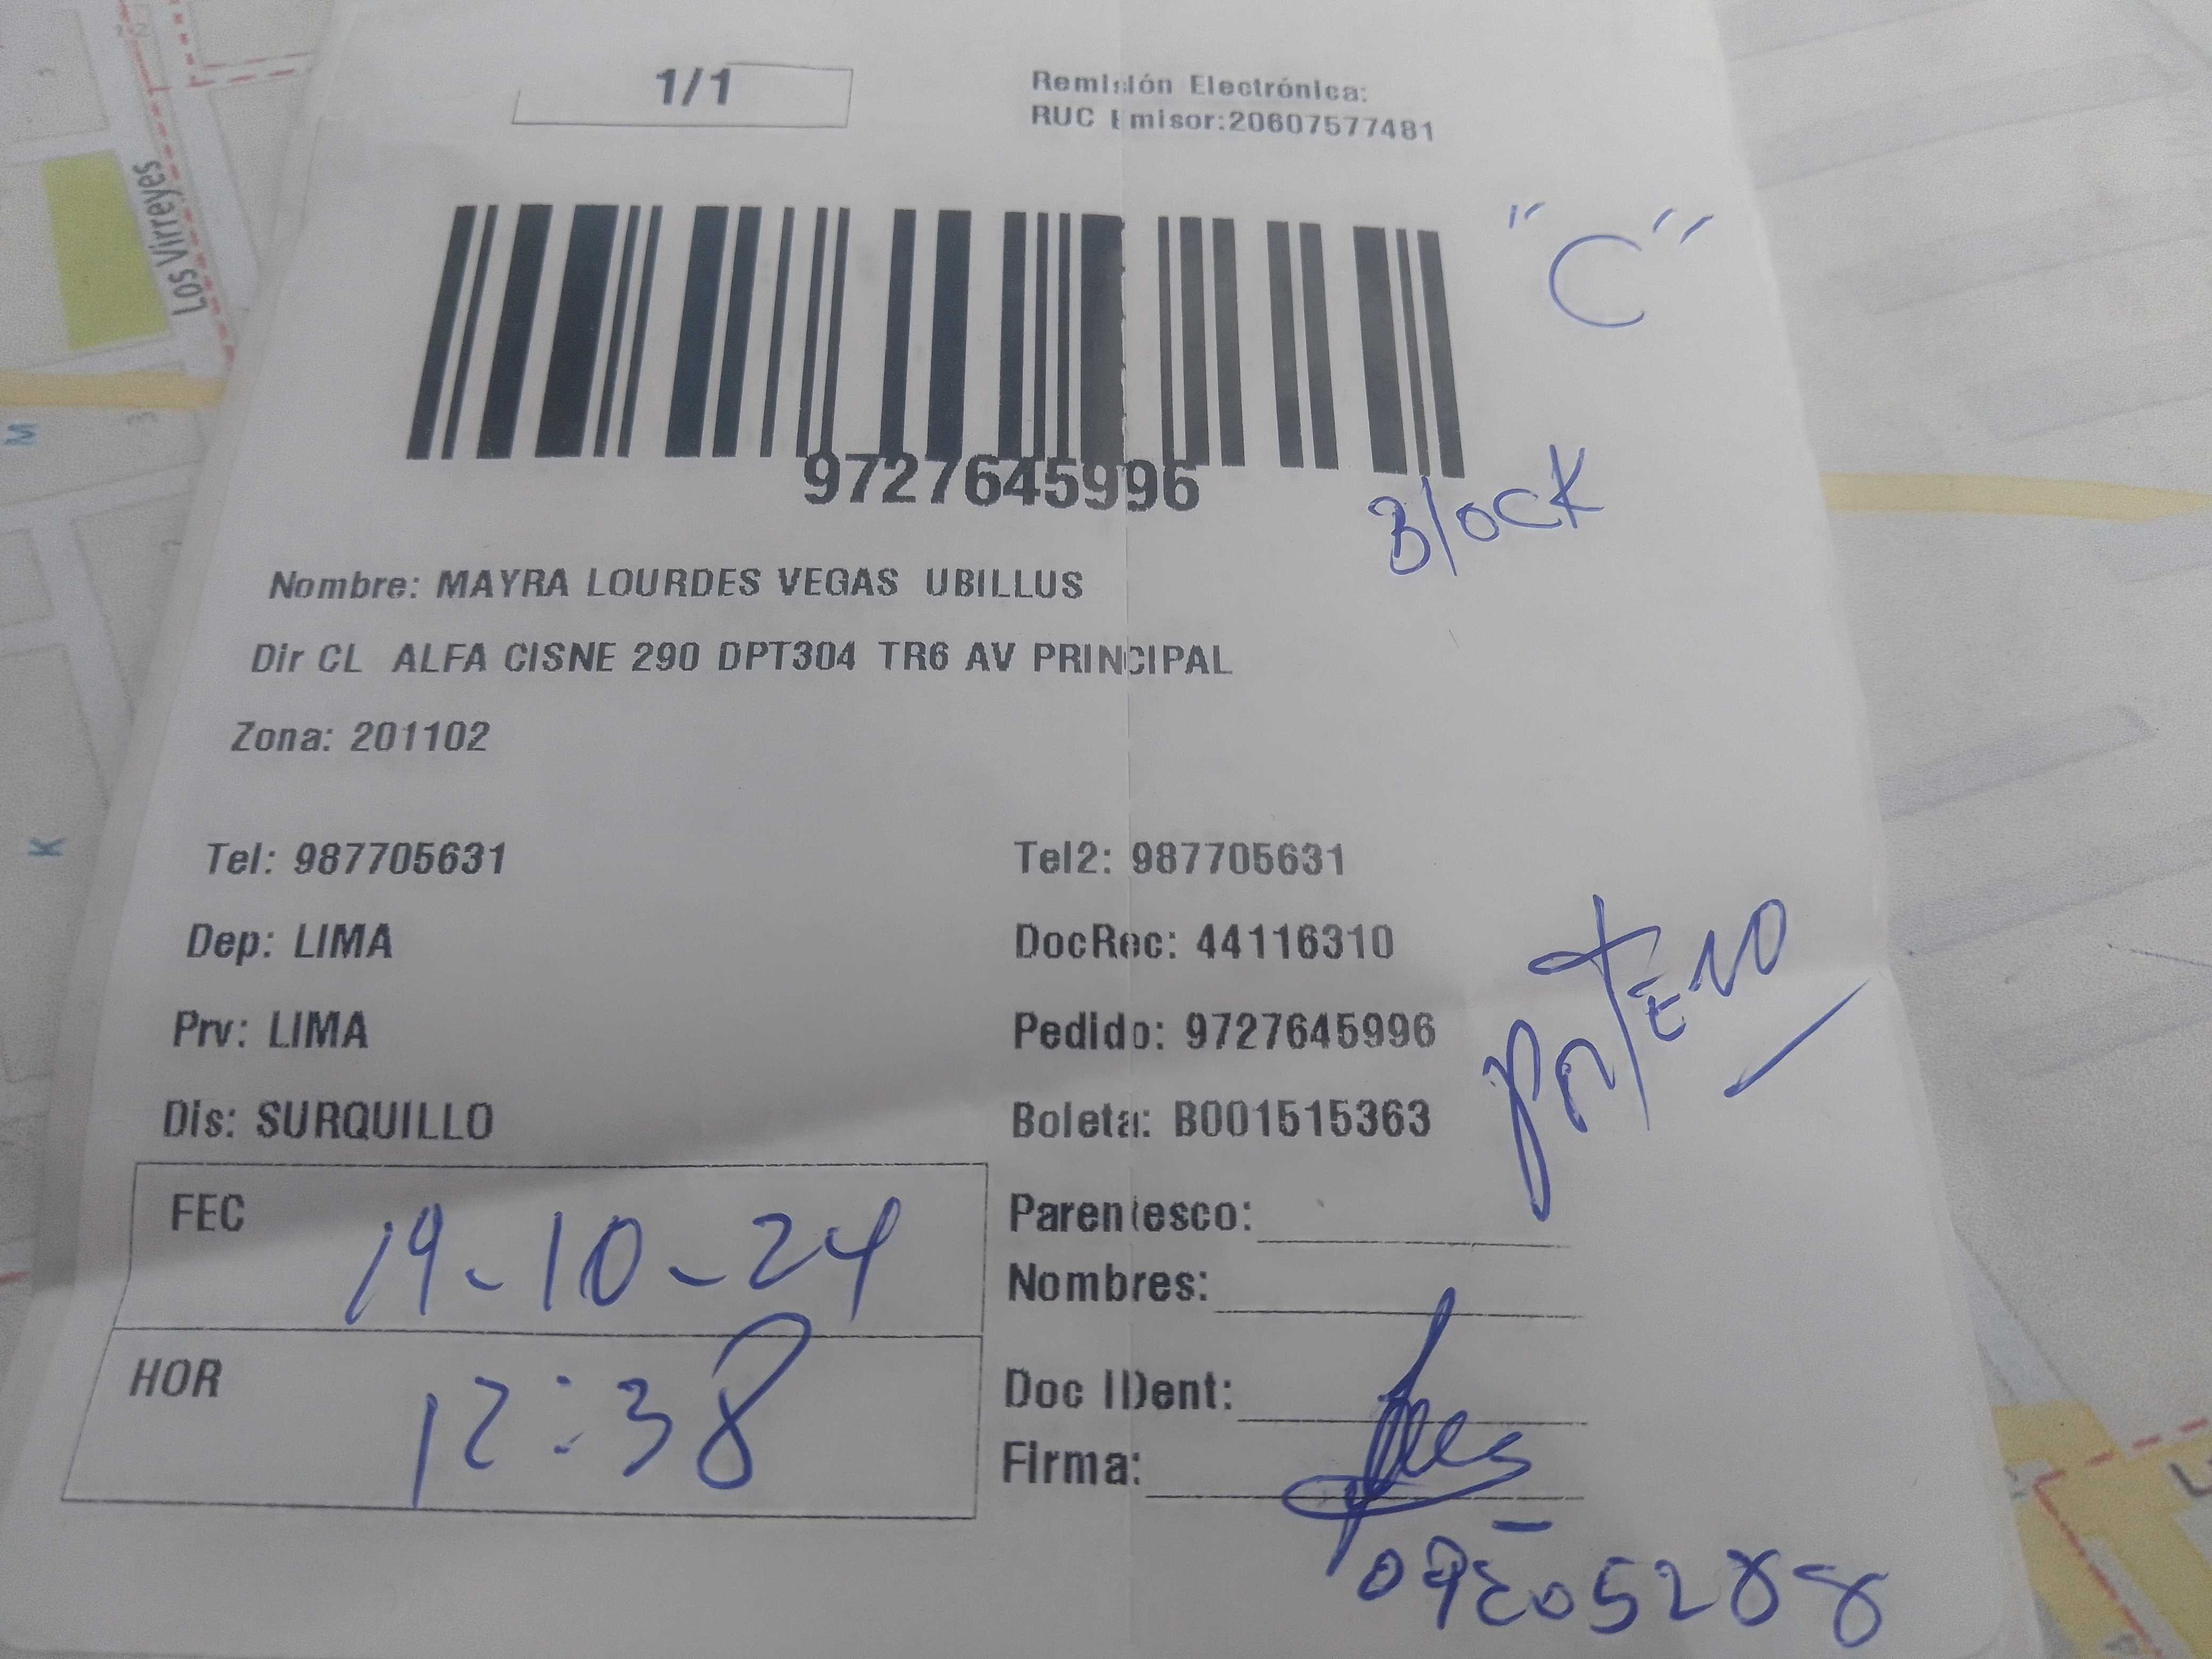 1/1
Remisión Electrónica:
RUC Emisor:20607577481
"C"
9727645996
Block
Nombre: MAYRA LOURDES VEGAS UBILLUS
Dir CL ALFA CISNE 290 DPT304 TR6 AV PRINCIPAL
Zona: 201102
Tel: 987705631
Tel2: 987705631
Dep: LIMA
DocRec: 44116310
Prv: LIMA
Pedido: 9727645996
Dis: SURQUILLO
Boleta: B001515363
FEC 19-10-24
HOR 12:38
Parentesco:
Nombres:
Doc IDent:
Firma:
Los Virreyes
M
K
3